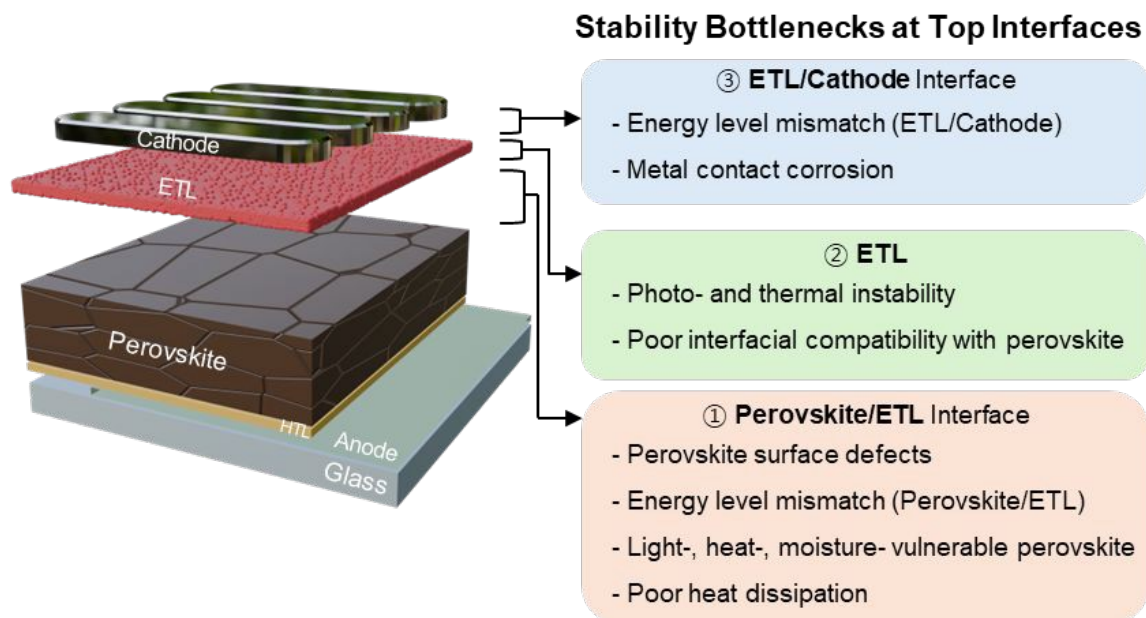 Stability Bottlenecks at Top Interfaces
③ ETL/Cathode Interface
- Energy level mismatch (ETL/Cathode)
- Metal contact corrosion
② ETL
- Photo- and thermal instability
- Poor interfacial compatibility with perovskite
① Perovskite/ETL Interface
- Perovskite surface defects
- Energy level mismatch (Perovskite/ETL)
- Light-, heat-, moisture- vulnerable perovskite
- Poor heat dissipation
Cathode
ETL
Perovskite
HTL
Anode
Glass